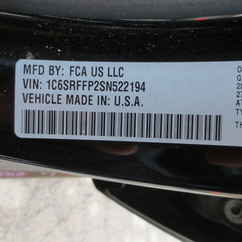 MFD BY: FCA US LLC
VIN: 1C6SRFFP2SN522194
VEHICLE MADE IN U.S.A.